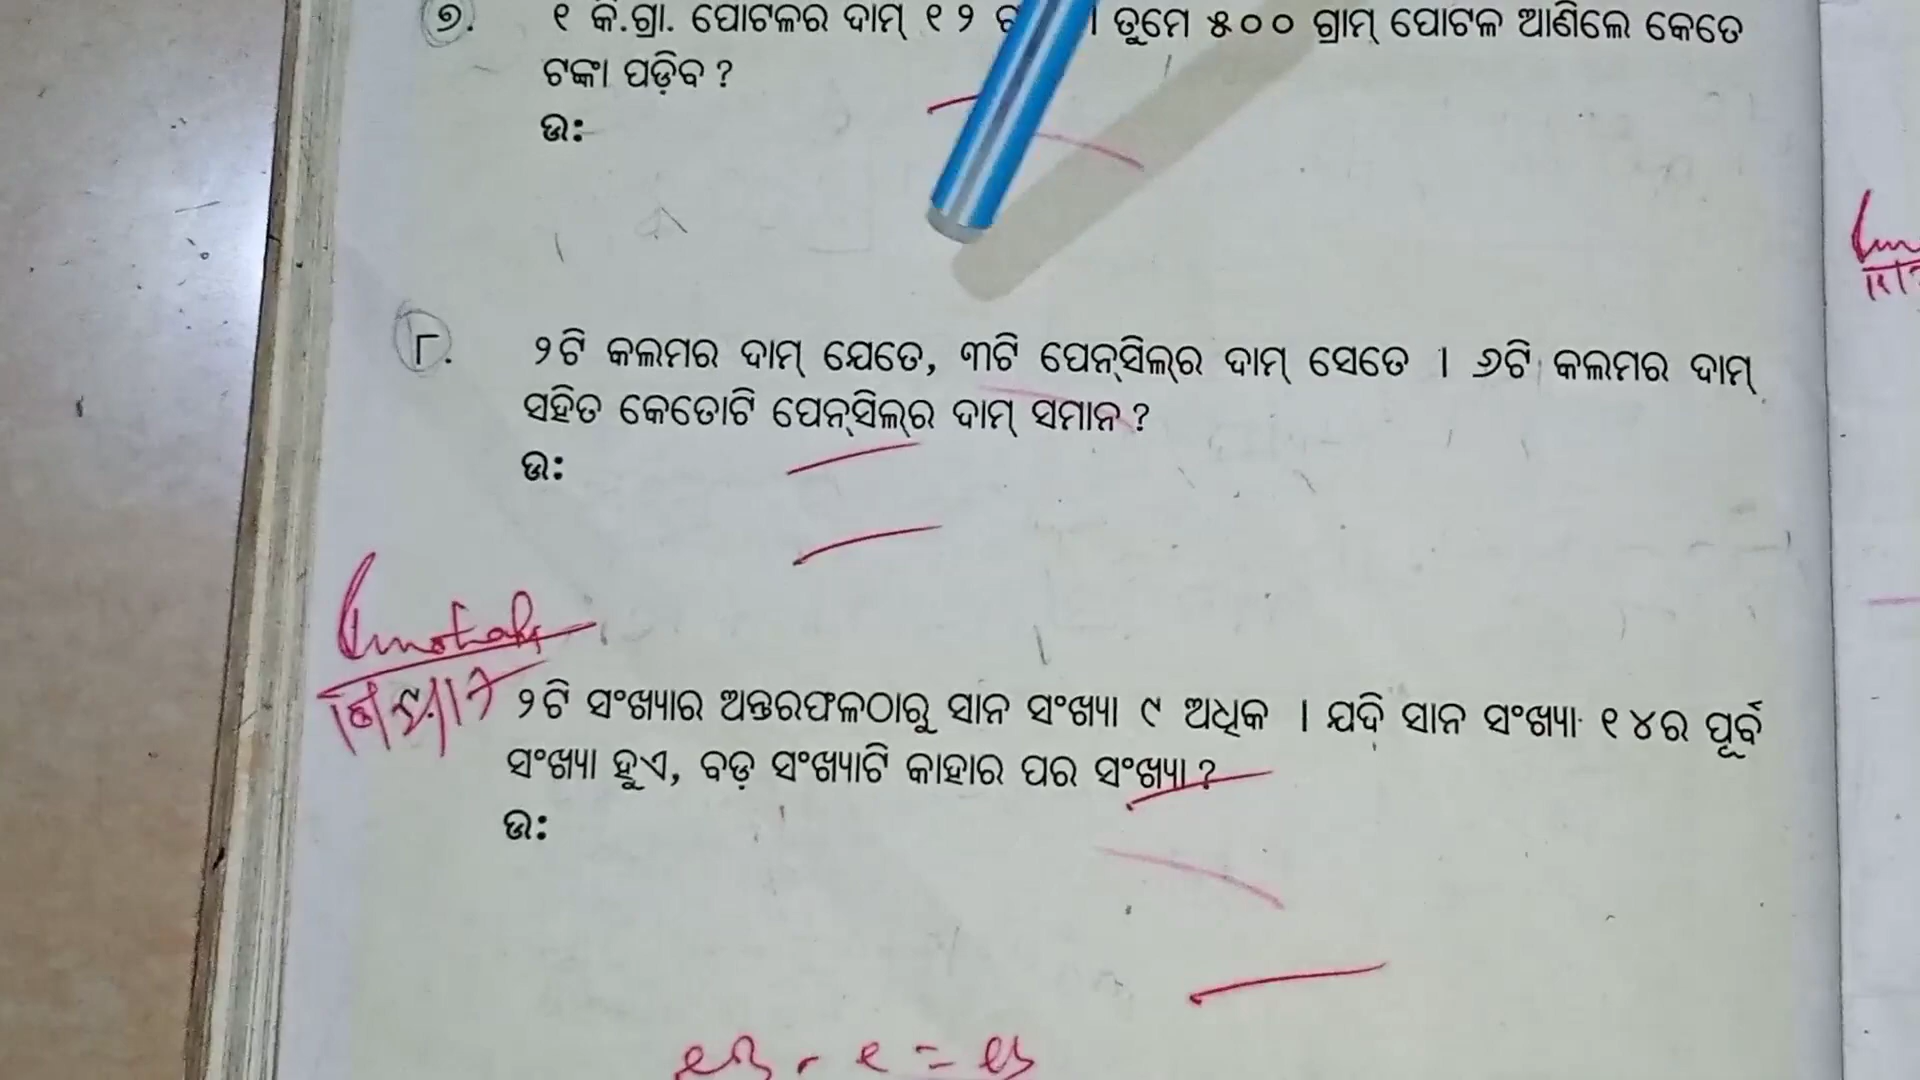 ୭. ୧ କି.ଗ୍ରା. ପୋଟଳର ଦାମ୍ ୧୨ । ତୁମେ ୫୦୦ ଗ୍ରାମ୍ ପୋଟଳ ଆଣିଲେ କେତେ
ଟଙ୍କା ପଡ଼ିବ ?
ଉଃ
୮. ୨ଟି କଲମର ଦାମ୍ ଯେତେ, ୩ଟି ପେନ୍‌ସିଲ୍‌ର ଦାମ୍ ସେତେ । ୬ଟି କଲମର ଦାମ୍
ସହିତ କେତୋଟି ପେନ୍‌ସିଲ୍‌ର ଦାମ୍ ସମାନ ?
ଉଃ
୨ଟି ସଂଖ୍ୟାର ଅନ୍ତରଫଳଠାରୁ ସାନ ସଂଖ୍ୟା ୯ ଅଧିକ । ଯଦି ସାନ ସଂଖ୍ୟା ୧୪ର ପୂର୍ବ
ସଂଖ୍ୟା ହୁଏ, ବଡ଼ ସଂଖ୍ୟାଟି କାହାର ପର ସଂଖ୍ୟା ?
ଉଃ